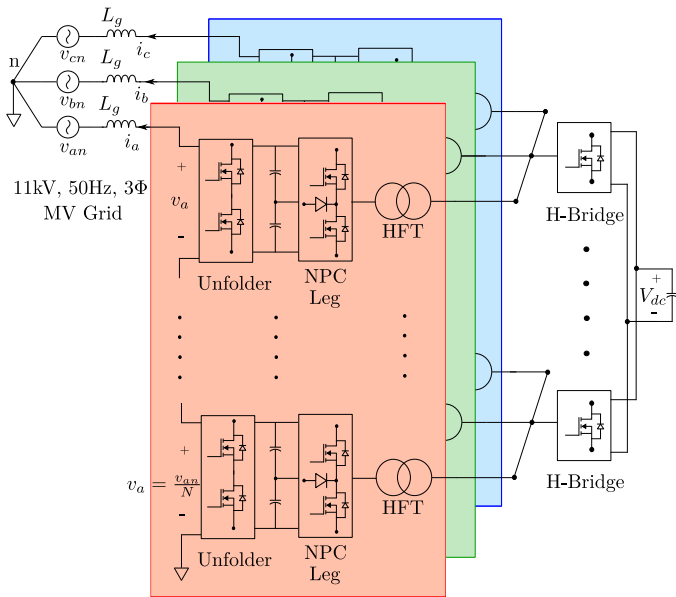 n
L_g
v_cn
i_c
L_g
v_bn
i_b
L_g
v_an
i_a
11kV, 50Hz, 3Φ
MV Grid
+
v_a
-
Unfolder
NPC
Leg
HFT
H-Bridge
+
V_dc
-
+
v_a = v_an/N
-
Unfolder
NPC
Leg
HFT
H-Bridge